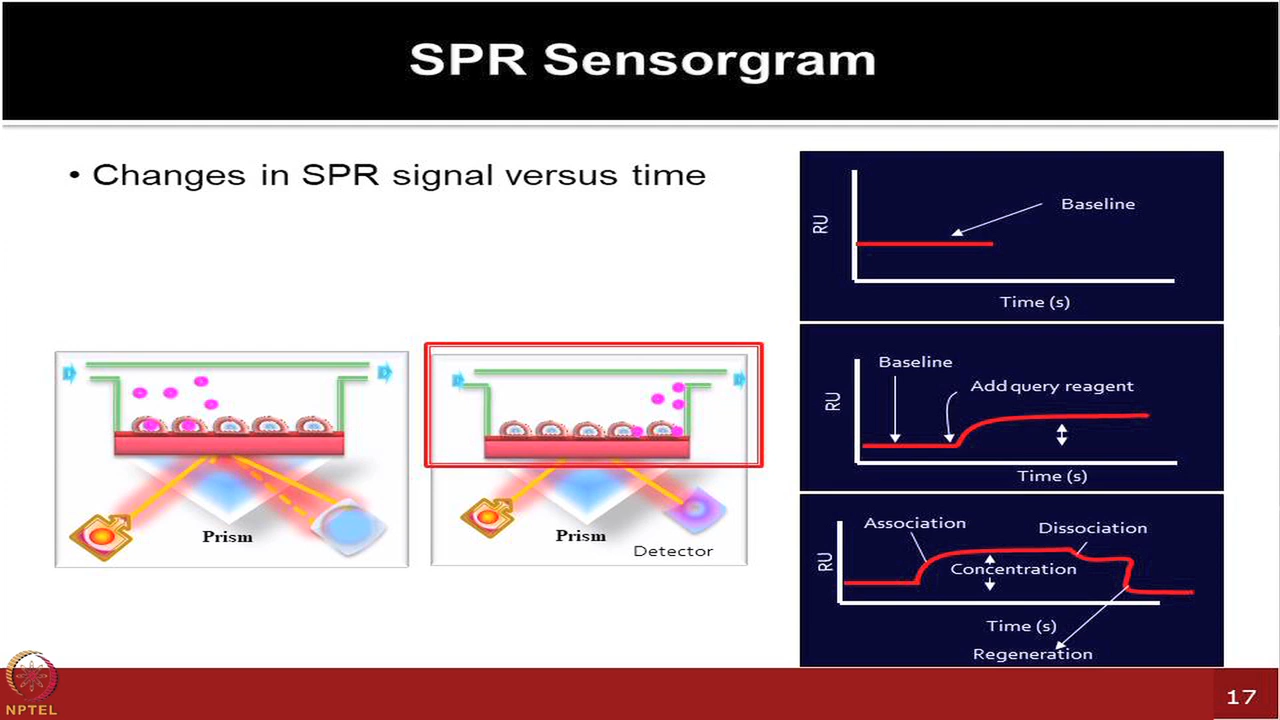 SPR Sensorgram
• Changes in SPR signal versus time
D
D
Prism
D
D
Prism
Detector
RU
Baseline
Time (s)
RU
Baseline
Add query reagent
Time (s)
RU
Association
Dissociation
Concentration
Time (s)
Regeneration
NPTEL
17